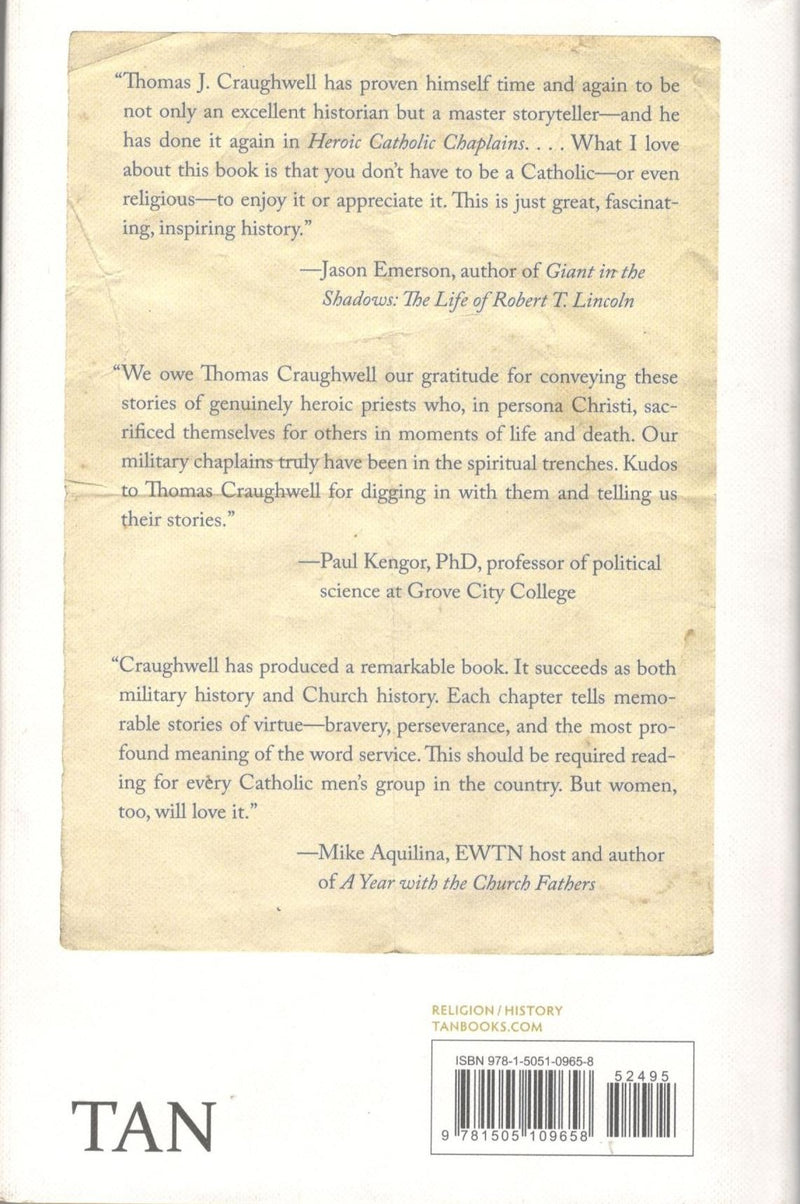 “Thomas J. Craughwell has proven himself time and again to be
not only an excellent historian but a master storyteller—and he
has done it again in Heroic Catholic Chaplains. . . . What I love
about this book is that you don’t have to be a Catholic—or even
religious—to enjoy it or appreciate it. This is just great, fascinat-
ing, inspiring history.”
—Jason Emerson, author of Giant in the
Shadows: The Life of Robert T. Lincoln
“We owe Thomas Craughwell our gratitude for conveying these
stories of genuinely heroic priests who, in persona Christi, sac-
rificed themselves for others in moments of life and death. Our
military chaplains truly have been in the spiritual trenches. Kudos
to Thomas Craughwell for digging in with them and telling us
their stories.”
—Paul Kengor, PhD, professor of political
science at Grove City College
“Craughwell has produced a remarkable book. It succeeds as both
military history and Church history. Each chapter tells memo-
rable stories of virtue—bravery, perseverance, and the most pro-
found meaning of the word service. This should be required read-
ing for every Catholic men’s group in the country. But women,
too, will love it.”
—Mike Aquilina, EWTN host and author
of A Year with the Church Fathers
RELIGION / HISTORY
TANBOOKS.COM
ISBN 978-1-5051-0965-8
52495
9 781505 109658
TAN